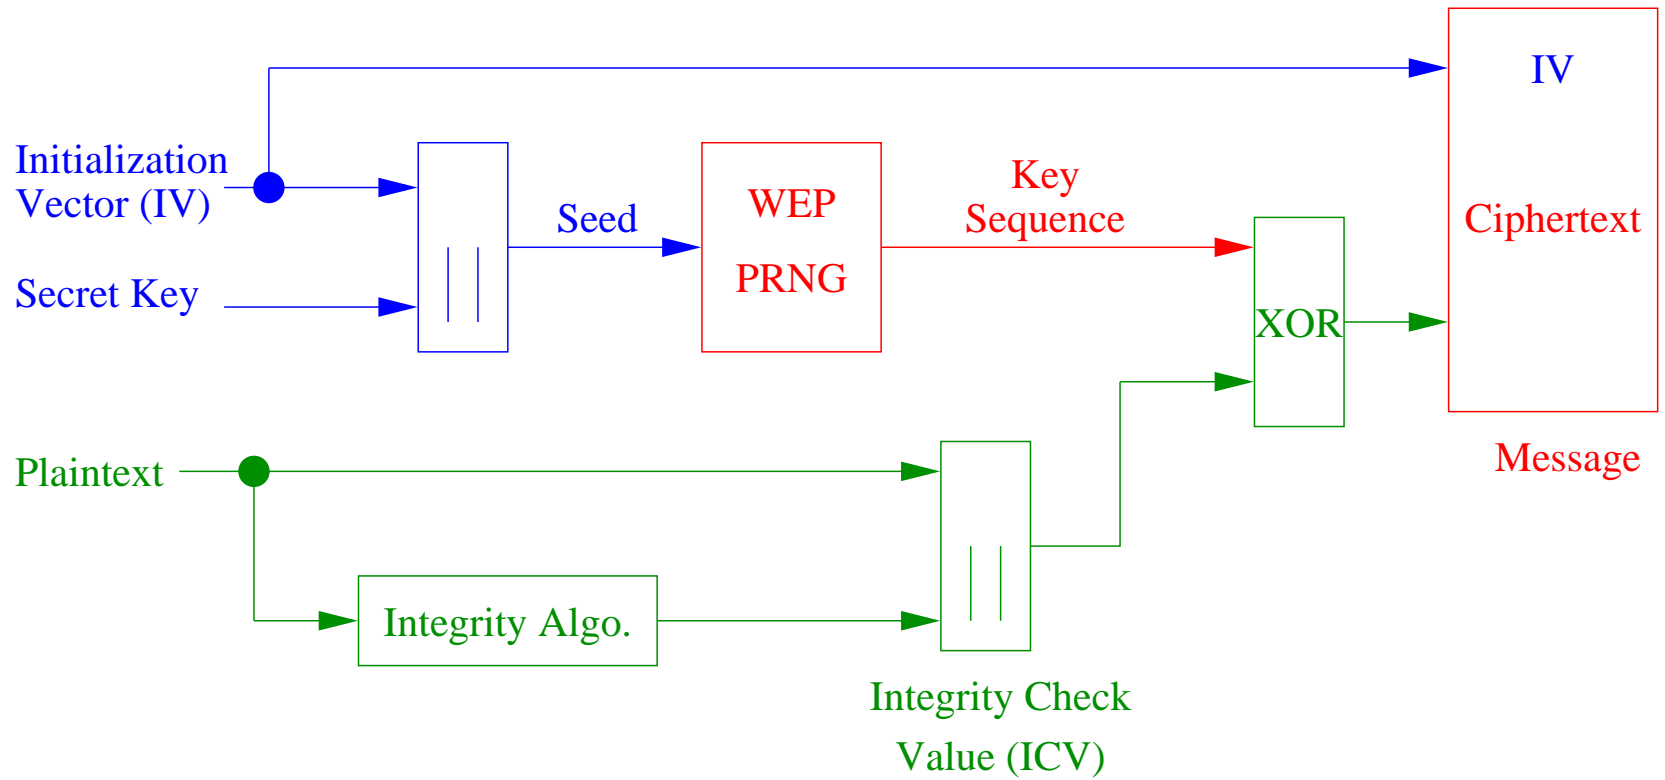 IV
Initialization
Vector (IV)
Secret Key
||
Seed
WEP
PRNG
Key
Sequence
XOR
Ciphertext
Message
Plaintext
Integrity Algo.
||
Integrity Check
Value (ICV)